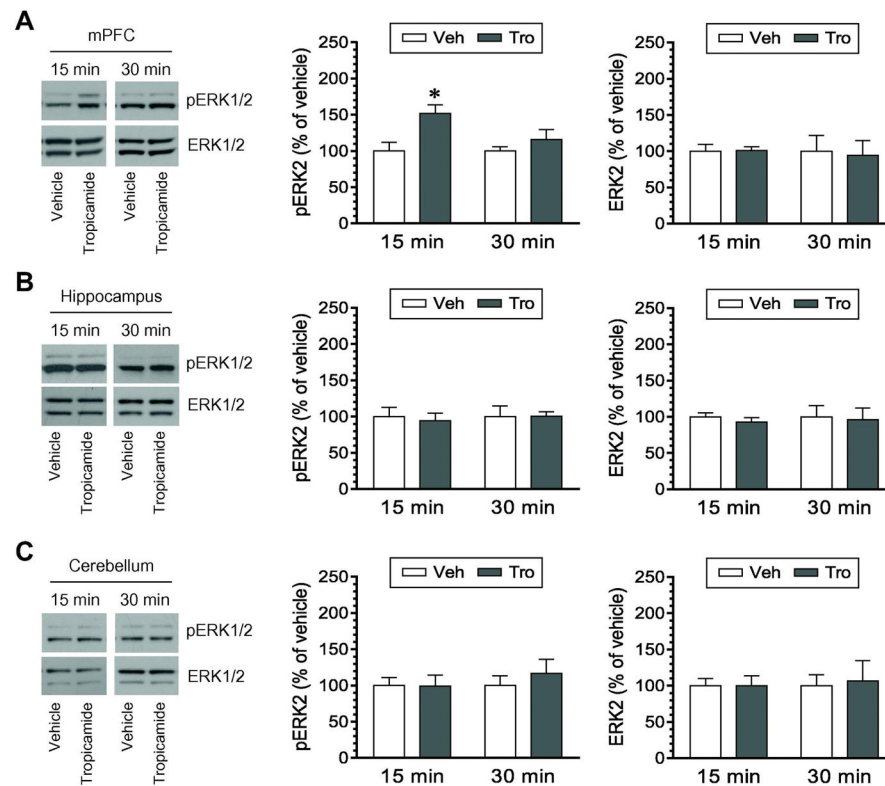 A
mPFC
15 min 30 min
pERK1/2
ERK1/2
Vehicle
Tropicamide
Vehicle
Tropicamide
Veh Tro
pERK2 (% of vehicle)
250
200
150
100
50
0
*
15 min 30 min
Veh Tro
ERK2 (% of vehicle)
250
200
150
100
50
0
15 min 30 min
B
Hippocampus
15 min 30 min
pERK1/2
ERK1/2
Vehicle
Tropicamide
Vehicle
Tropicamide
Veh Tro
pERK2 (% of vehicle)
250
200
150
100
50
0
15 min 30 min
Veh Tro
ERK2 (% of vehicle)
250
200
150
100
50
0
15 min 30 min
C
Cerebellum
15 min 30 min
pERK1/2
ERK1/2
Vehicle
Tropicamide
Vehicle
Tropicamide
Veh Tro
pERK2 (% of vehicle)
250
200
150
100
50
0
15 min 30 min
Veh Tro
ERK2 (% of vehicle)
250
200
150
100
50
0
15 min 30 min